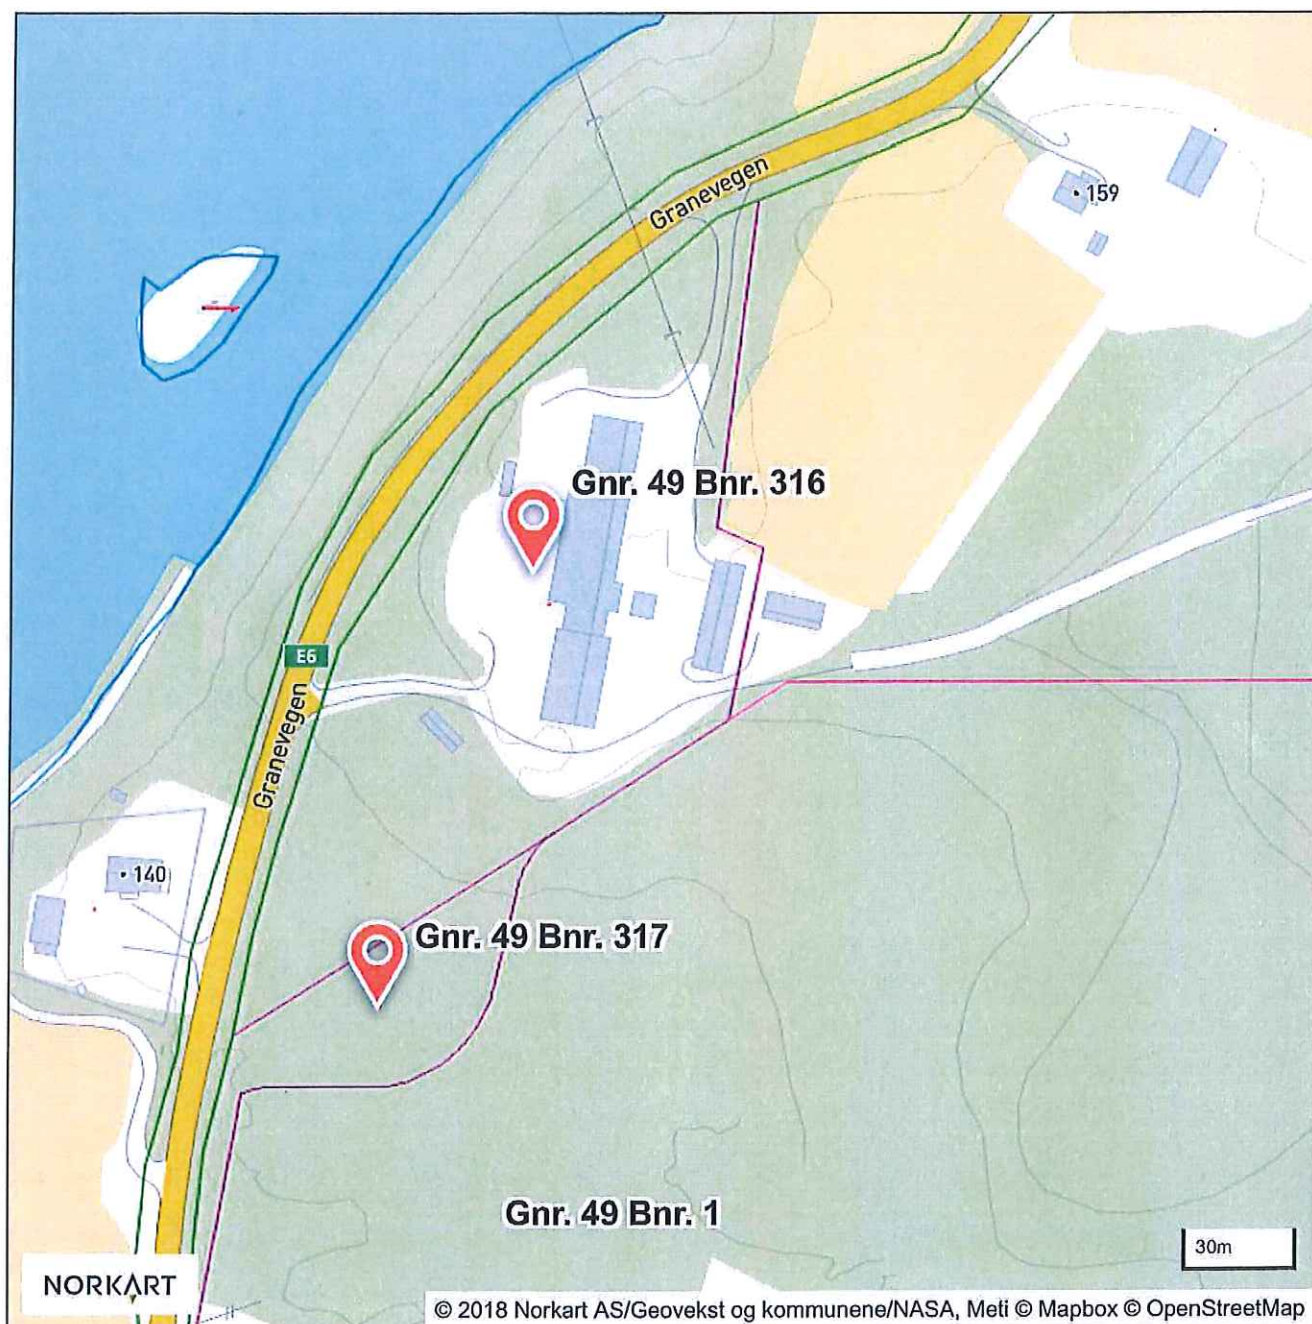 Granevegen
159
Gnr. 49 Bnr. 316
E6
Granevegen
140
Gnr. 49 Bnr. 317
Gnr. 49 Bnr. 1
30m
NORKART
© 2018 Norkart AS/Geovekst og kommunene/NASA, Meti © Mapbox © OpenStreetMap